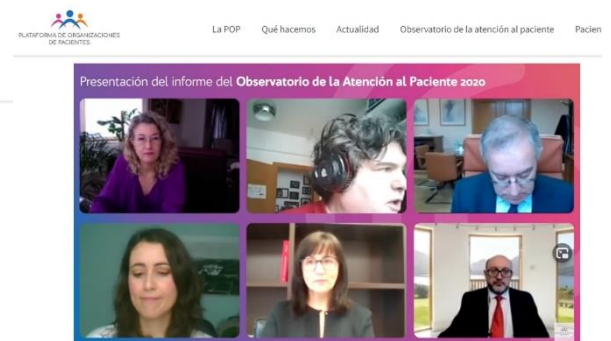 PLATAFORMA DE ORGANIZACIONES
DE PACIENTES
La POP Qué hacemos Actualidad Observatorio de la atención al paciente Pacien
Presentación del informe del Observatorio de la Atención al Paciente 2020